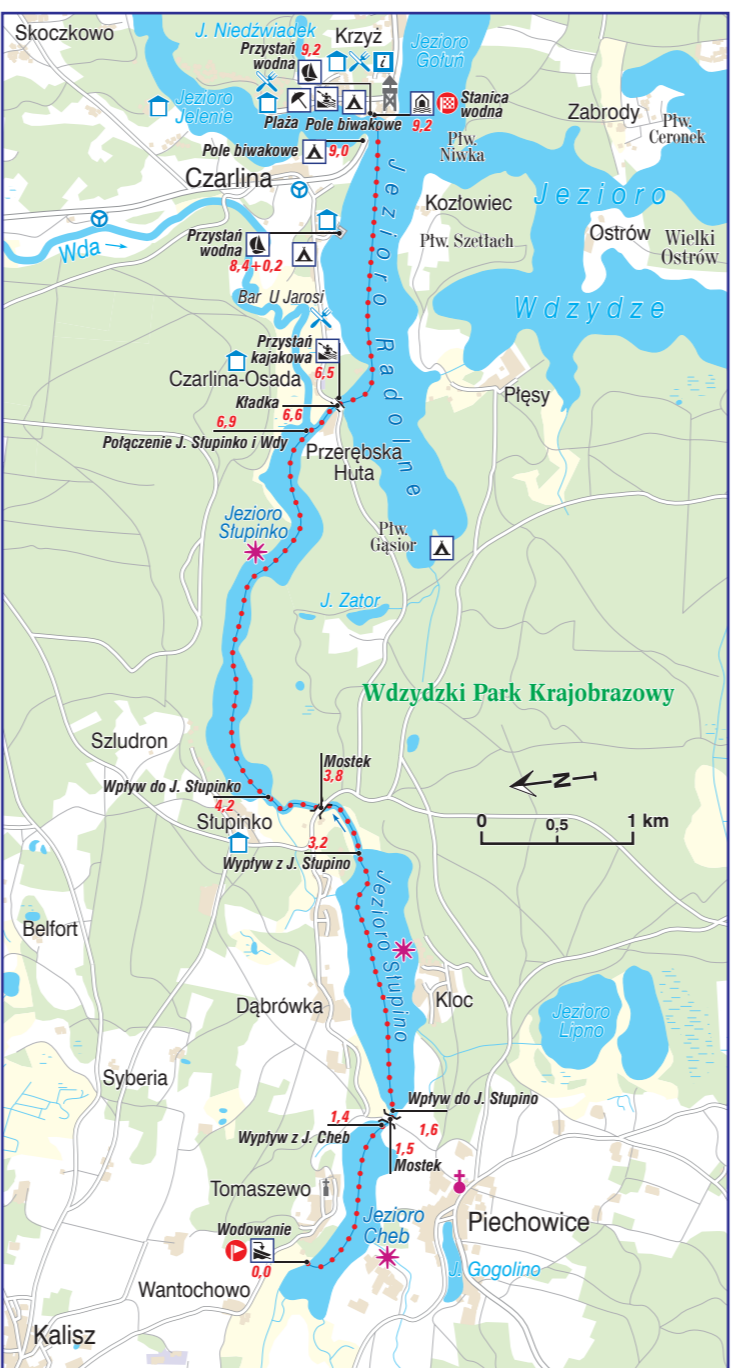 Skoczkowo
J. Niedźwiadek
Krzyż
Jezioro
Gołuń
Przystań
wodna
9,2
i
Jezioro
Jelenie
Plaża
Pole biwakowe
Stanica
wodna
9,2
Zabrody
Płw.
Ceronek
Pole biwakowe
9,0
Płw.
Niwka
Czarlina
Jezioro
Wdzydze
Jezioro Radolne
Kozłowiec
Płw. Szetlach
Ostrów
Wielki
Ostrów
Wda
Przystań
wodna
8,4+0,2
Bar U Jarosi
Przystań
kajakowa
6,5
Czarlina-Osada
Kładka
6,6
6,9
Połączenie J. Słupinko i Wdy
Płęsy
Przerębska
Huta
Jezioro
Słupinko
Płw.
Gąsior
J. Zator
Wdzydzki Park Krajobrazowy
Szludron
Mostek
3,8
N
Wpływ do J. Słupinko
4,2
0
0,5
1 km
Słupinko
3,2
Wypływ z J. Słupino
Jezioro Słupino
Belfort
Kloc
Dąbrówka
Jezioro
Lipno
Syberia
Wpływ do J. Słupino
1,6
1,4
Wypływ z J. Cheb
1,5
Mostek
Tomaszewo
Jezioro
Cheb
Piechowice
Wodowanie
0,0
J. Gogolino
Wantochowo
Kalisz